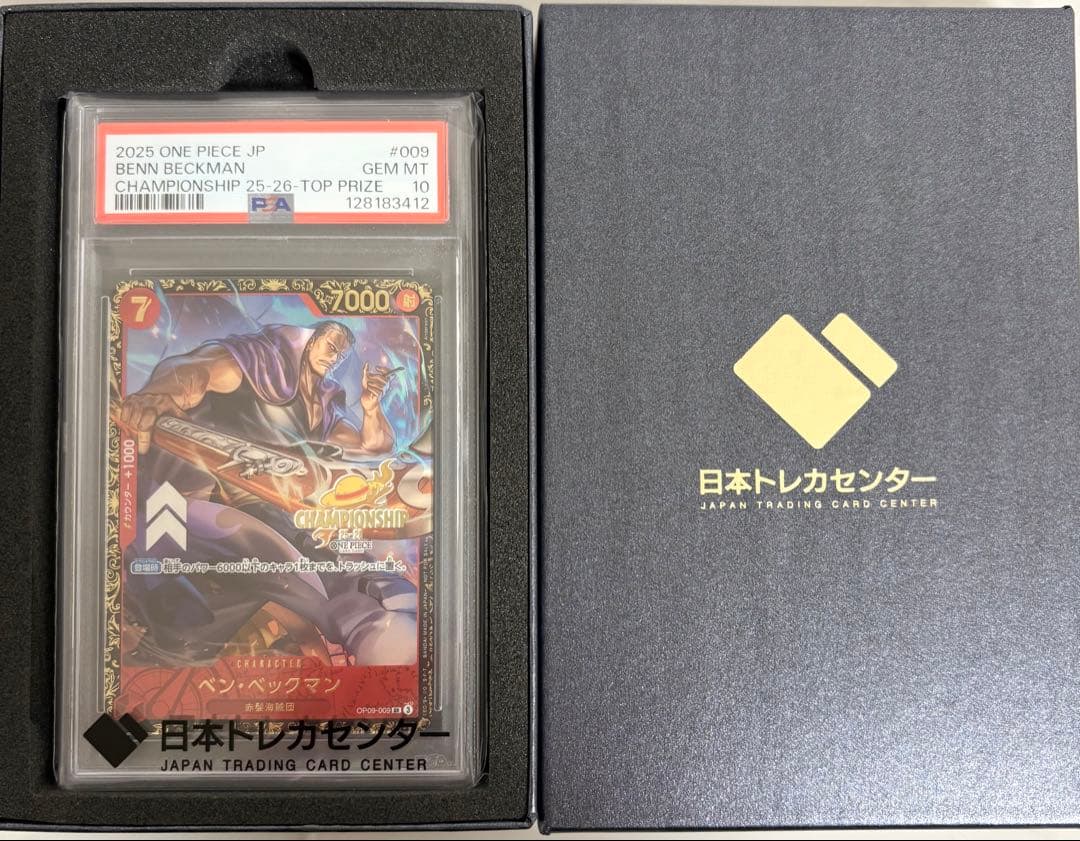 2025 ONE PIECE JP #009
BENN BECKMAN GEM MT
CHAMPIONSHIP 25-26-TOP PRIZE 10
PSA 128183412
7
7000
射
カウンター +1000
CHAMPIONSHIP
25-26
ONE PIECE
登場時 相手のパワー6000以下のキャラ1枚までを、トラッシュに置く。
CHARACTER
ベン・ベックマン
赤髪海賊団
OP09-009 SR 3
日本トレカセンター
JAPAN TRADING CARD CENTER
日本トレカセンター
JAPAN TRADING CARD CENTER